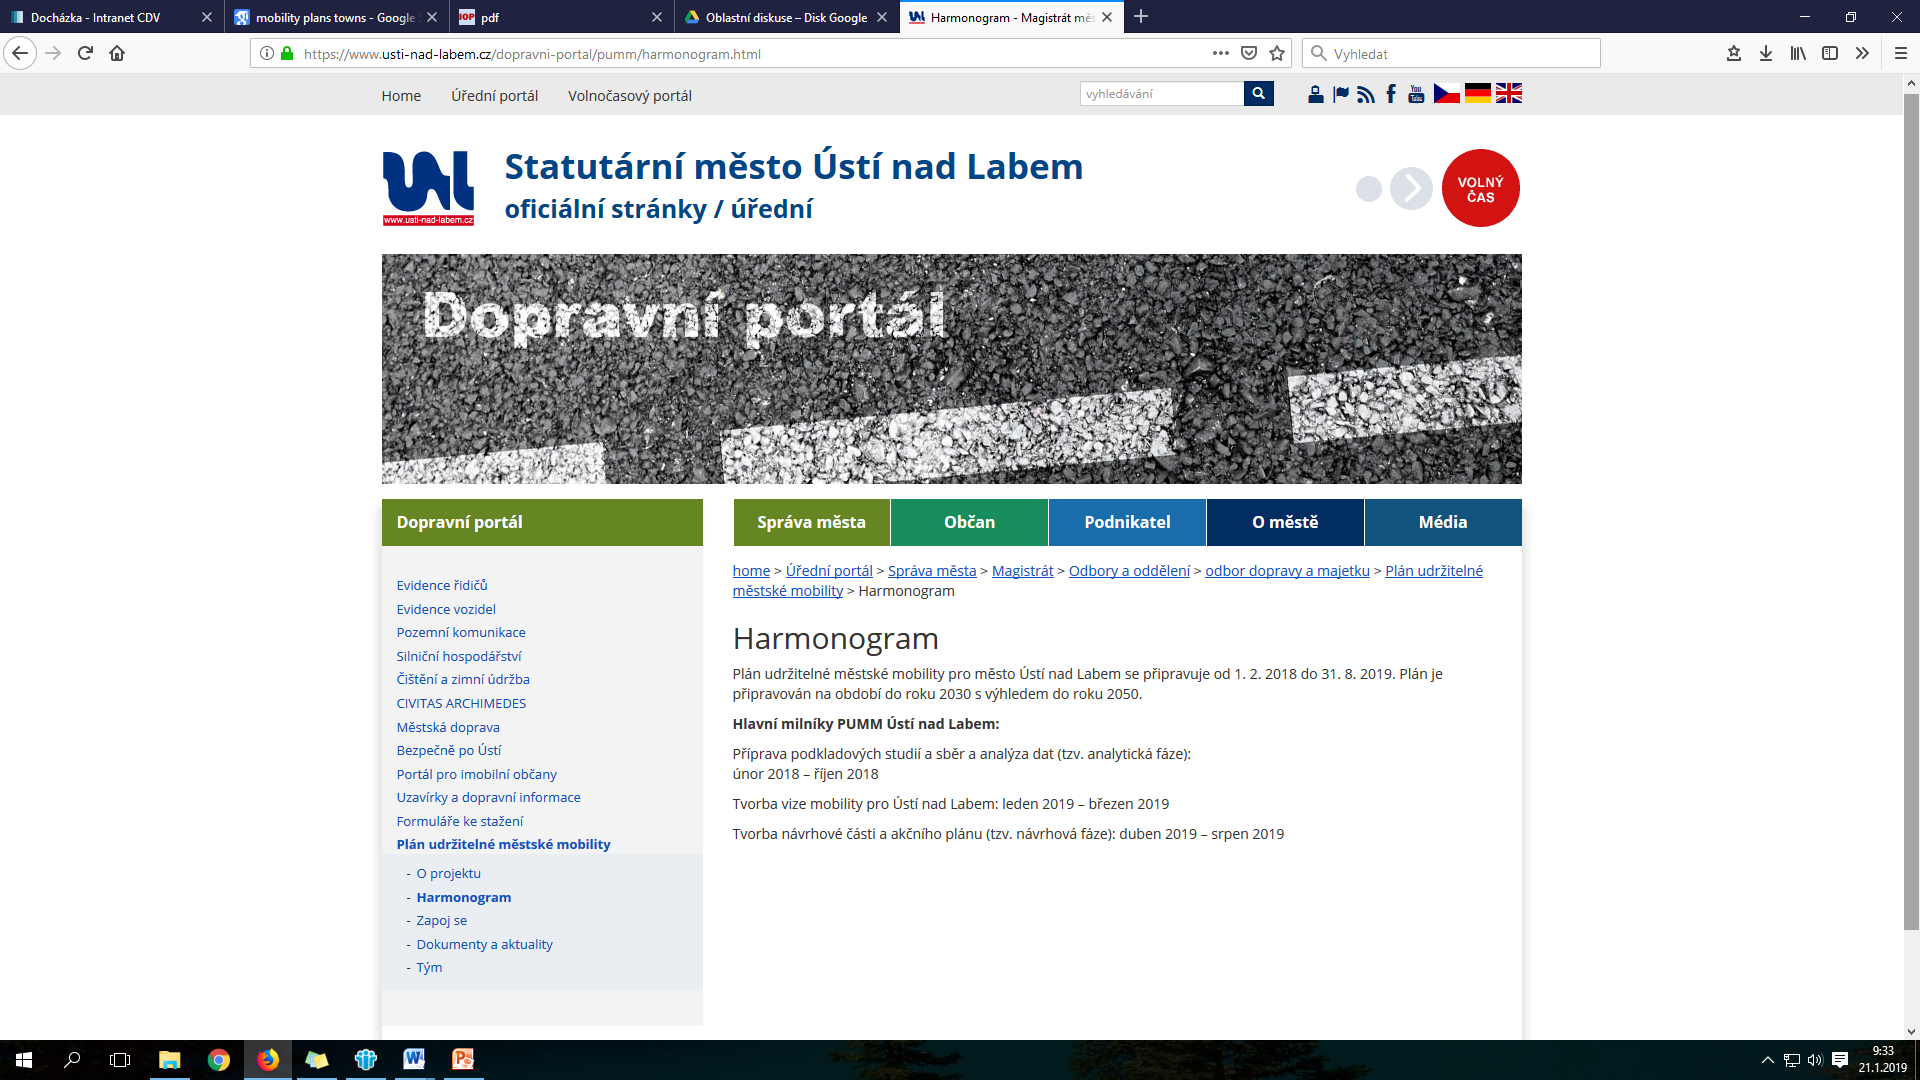 Docházka - Intranet CDV
mobility plans towns - Google S
pdf
Oblastní diskuse – Disk Google
Harmonogram - Magistrát měs
https://www.usti-nad-labem.cz/dopravni-portal/pumm/harmonogram.html
Vyhledat
Home
Úřední portál
Volnočasový portál
vyhledávání
You
Tube
www.usti-nad-labem.cz
Statutární město Ústí nad Labem
oficiální stránky / úřední
VOLNÝ
ČAS
Dopravní portál
Dopravní portál
Správa města
Občan
Podnikatel
O městě
Média
Evidence řidičů
Evidence vozidel
Pozemní komunikace
Silniční hospodářství
Čištění a zimní údržba
CIVITAS ARCHIMEDES
Městská doprava
Bezpečně po Ústí
Portál pro imobilní občany
Uzavírky a dopravní informace
Formuláře ke stažení
Plán udržitelné městské mobility
- O projektu
- Harmonogram
- Zapoj se
- Dokumenty a aktuality
- Tým
home > Úřední portál > Správa města > Magistrát > Odbory a oddělení > odbor dopravy a majetku > Plán udržitelné
městské mobility > Harmonogram
Harmonogram
Plán udržitelné městské mobility pro město Ústí nad Labem se připravuje od 1. 2. 2018 do 31. 8. 2019. Plán je
připravován na období do roku 2030 s výhledem do roku 2050.
Hlavní milníky PUMM Ústí nad Labem:
Příprava podkladových studií a sběr a analýza dat (tzv. analytická fáze):
únor 2018 – říjen 2018
Tvorba vize mobility pro Ústí nad Labem: leden 2019 – březen 2019
Tvorba návrhové části a akčního plánu (tzv. návrhová fáze): duben 2019 – srpen 2019
9:33
21.1.2019